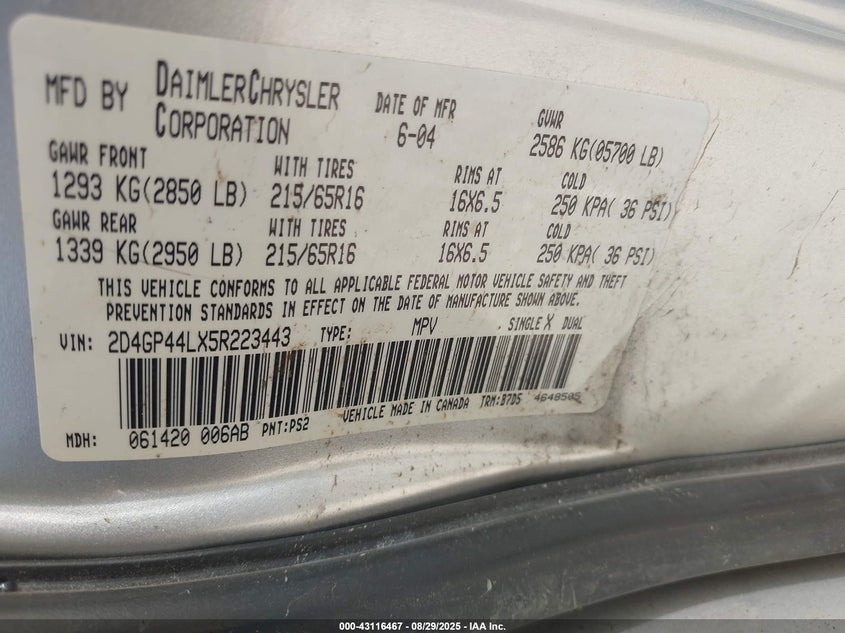 MFD BY DAIMLERCHRYSLER CORPORATION DATE OF MFR 6-04 GVWR 2586 KG(05700 LB)
GAWR FRONT WITH TIRES RIMS AT COLD
1293 KG(2850 LB) 215/65R16 16X6.5 250 KPA( 36 PSI)
GAWR REAR WITH TIRES RIMS AT COLD
1339 KG(2950 LB) 215/65R16 16X6.5 250 KPA( 36 PSI)
THIS VEHICLE CONFORMS TO ALL APPLICABLE FEDERAL MOTOR VEHICLE SAFETY AND THEFT
PREVENTION STANDARDS IN EFFECT ON THE DATE OF MANUFACTURE SHOWN ABOVE.
VIN: 2D4GP44LX5R223443 TYPE: MPV SINGLE X DUAL
MDH: 061420 006AB PNT:PS2 VEHICLE MADE IN CANADA TRM:B7D5 4648505
000-43116467 - 08/29/2025 - IAA Inc.